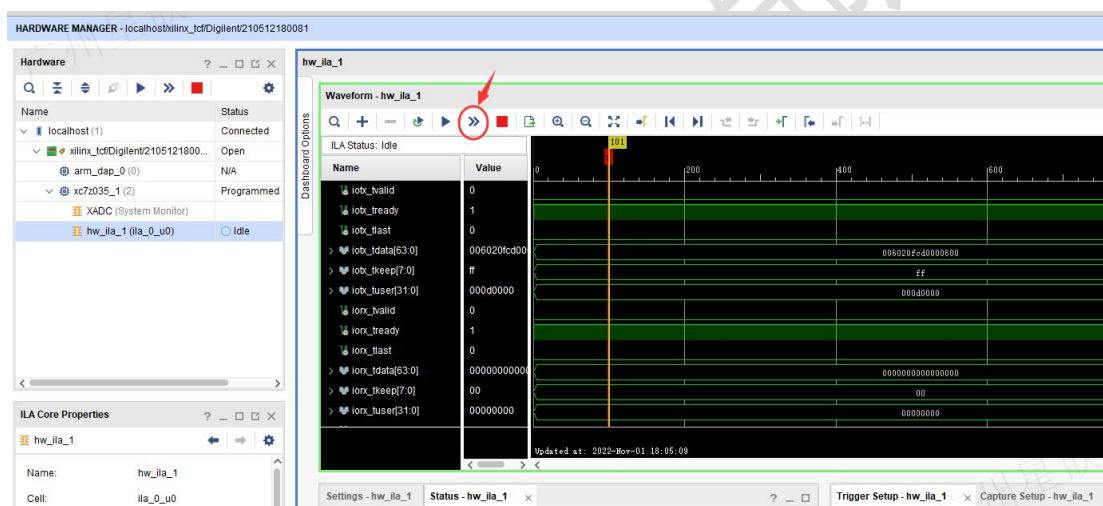 HARDWARE MANAGER - localhost/xilinx_tcf/Digilent/210512180081
Hardware
Name Status
localhost (1) Connected
xilinx_tcf/Digilent/2105121800... Open
arm_dap_0 (0) N/A
xc7z035_1 (2) Programmed
XADC (System Monitor)
hw_ila_1 (ila_0_u0) Idle
ILA Core Properties
hw_ila_1
Name: hw_ila_1
Cell: ila_0_u0
hw_ila_1
Dashboard Options
Waveform - hw_ila_1
ILA Status: Idle
101
Name Value
0 200 400 600
iotx_tvalid 0
iotx_tready 1
iotx_tlast 0
iotx_tdata[63:0] 006020fcd00 006020fcd0000600
iotx_tkeep[7:0] ff ff
iotx_tuser[31:0] 000d0000 000d0000
iorx_tvalid 0
iorx_tready 1
iorx_tlast 0
iorx_tdata[63:0] 00000000000 0000000000000000
iorx_tkeep[7:0] 00 00
iorx_tuser[31:0] 00000000 00000000
Updated at: 2022-Nov-01 18:05:09
Settings - hw_ila_1 Status - hw_ila_1
Trigger Setup - hw_ila_1 Capture Setup - hw_ila_1